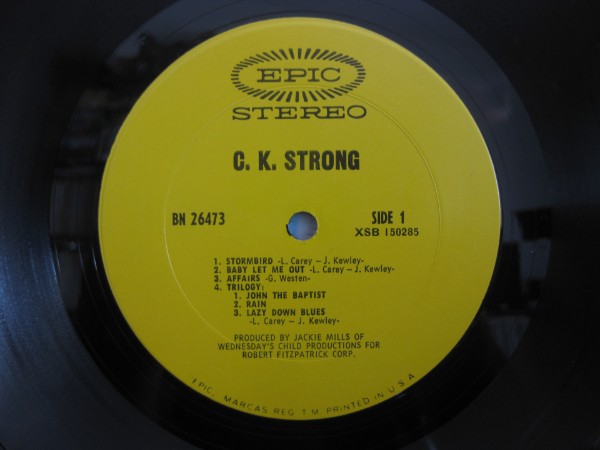 EPIC
STEREO
C. K. STRONG
BN 26473
SIDE 1
XSB 150285
1. STORMBIRD -L. Carey – J. Kewley-
2. BABY LET ME OUT -L. Carey – J. Kewley-
3. AFFAIRS -G. Westen-
4. TRILOGY:
1. JOHN THE BAPTIST
2. RAIN
3. LAZY DOWN BLUES
-L. Carey – J. Kewley-
PRODUCED BY JACKIE MILLS OF
WEDNESDAY'S CHILD PRODUCTIONS FOR
ROBERT FITZPATRICK CORP.
EPIC, MARCAS REG. T.M. PRINTED IN U.S.A.